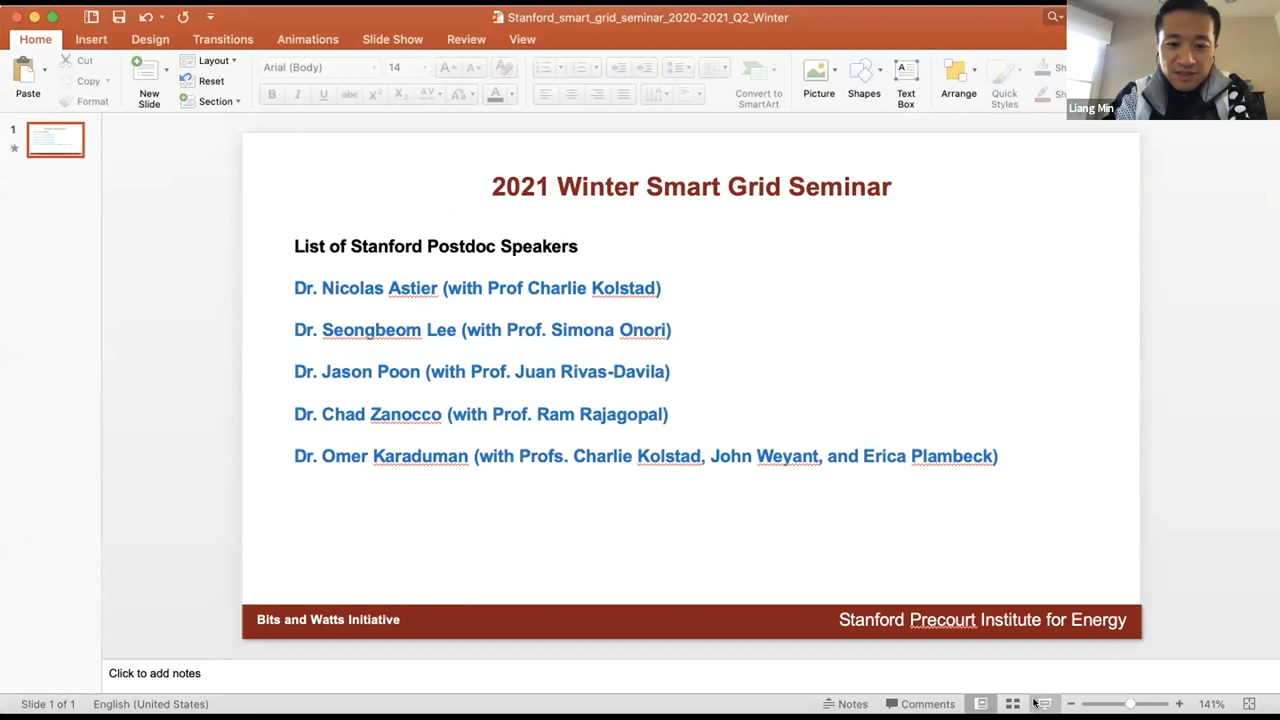 Stanford_smart_grid_seminar_2020-2021_Q2_Winter
Home Insert Design Transitions Animations Slide Show Review View
Paste
Cut
Copy
Format
New Slide
Layout
Reset
Section
Arial (Body) 14
Convert to SmartArt
Picture
Shapes
Text Box
Arrange
Quick Styles
Sh
Sh
Liang Min
1
2021 Winter Smart Grid Seminar
List of Stanford Postdoc Speakers
Dr. Nicolas Astier (with Prof Charlie Kolstad)
Dr. Seongbeom Lee (with Prof. Simona Onori)
Dr. Jason Poon (with Prof. Juan Rivas-Davila)
Dr. Chad Zanocco (with Prof. Ram Rajagopal)
Dr. Omer Karaduman (with Profs. Charlie Kolstad, John Weyant, and Erica Plambeck)
Bits and Watts Initiative
Stanford Precourt Institute for Energy
Click to add notes
Slide 1 of 1 English (United States) Notes Comments 141%